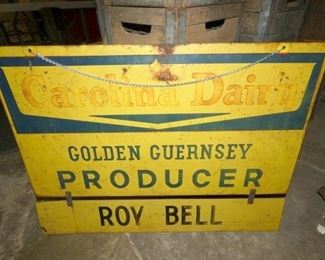 Carolina Dairy
GOLDEN GUERNSEY
PRODUCER
ROY BELL